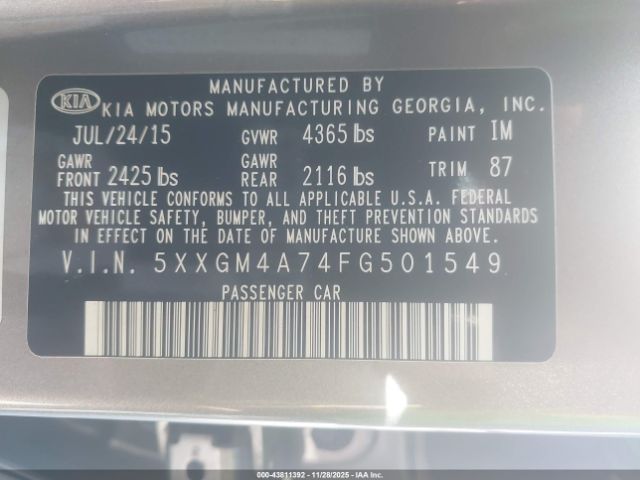 MANUFACTURED BY
KIA KIA MOTORS MANUFACTURING GEORGIA, INC.
JUL/24/15 GVWR 4365 lbs PAINT IM
GAWR FRONT 2425 lbs GAWR REAR 2116 lbs TRIM 87
THIS VEHICLE CONFORMS TO ALL APPLICABLE U.S.A. FEDERAL
MOTOR VEHICLE SAFETY, BUMPER, AND THEFT PREVENTION STANDARDS
IN EFFECT ON THE DATE OF MANUFACTURE SHOWN ABOVE.
V.I.N. 5XXGM4A74FG501549
PASSENGER CAR
000-43811392 | 11/28/2025 - IAA Inc.